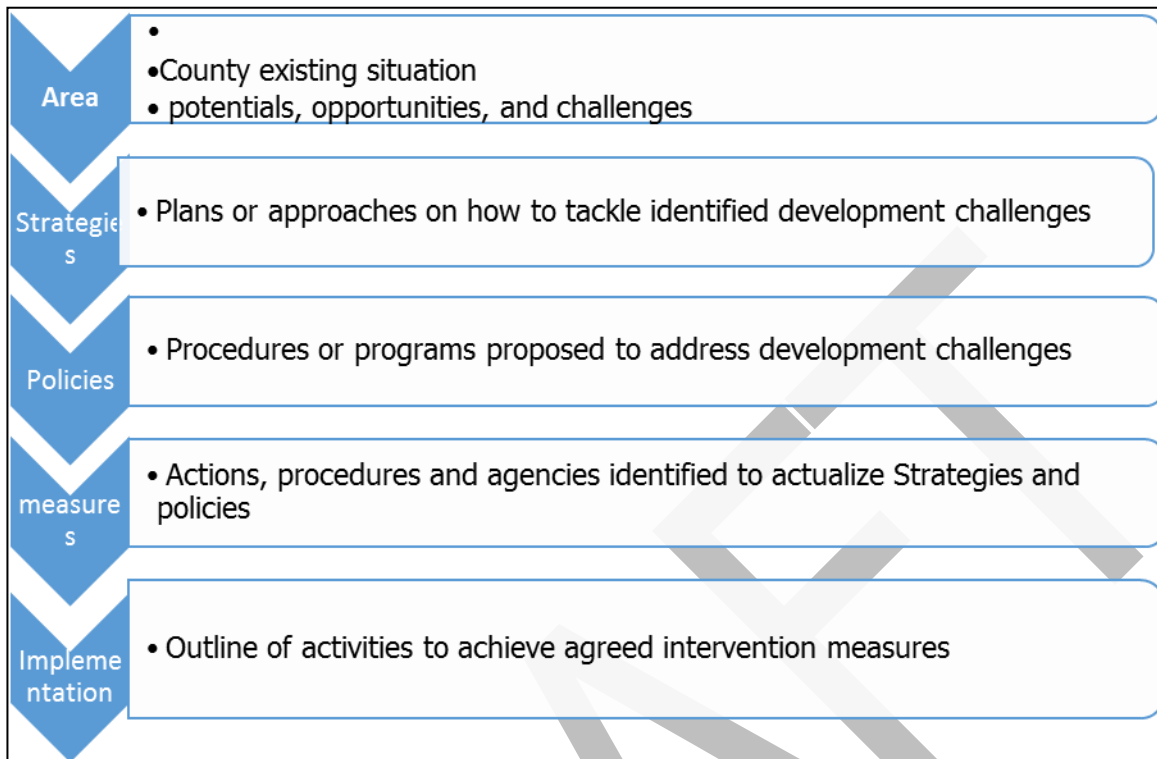 Area
•
•County existing situation
• potentials, opportunities, and challenges
Strategie
s
• Plans or approaches on how to tackle identified development challenges
Policies
• Procedures or programs proposed to address development challenges
measure
s
• Actions, procedures and agencies identified to actualize Strategies and
policies
Impleme
ntation
• Outline of activities to achieve agreed intervention measures
AFT